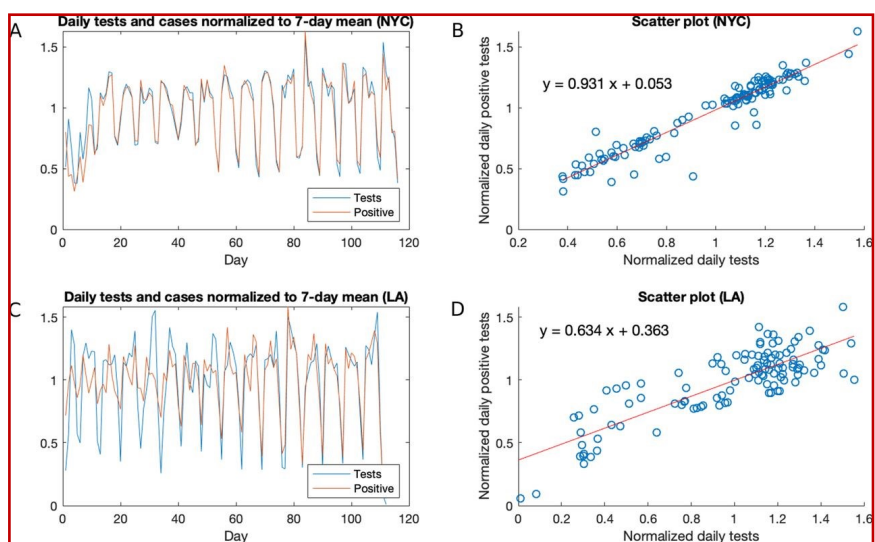 A
Daily tests and cases normalized to 7-day mean (NYC)
1.5
1
0.5
0
0 20 40 60 80 100 120
Day
Tests
Positive
B
Scatter plot (NYC)
y = 0.931 x + 0.053
Normalized daily positive tests
1.5
1
0.5
0
0.2 0.4 0.6 0.8 1 1.2 1.4 1.6
Normalized daily tests
C
Daily tests and cases normalized to 7-day mean (LA)
1.5
1
0.5
0
0 20 40 60 80 100 120
Day
Tests
Positive
D
Scatter plot (LA)
y = 0.634 x + 0.363
Normalized daily positive tests
1.5
1
0.5
0
0 0.2 0.4 0.6 0.8 1 1.2 1.4 1.6
Normalized daily tests